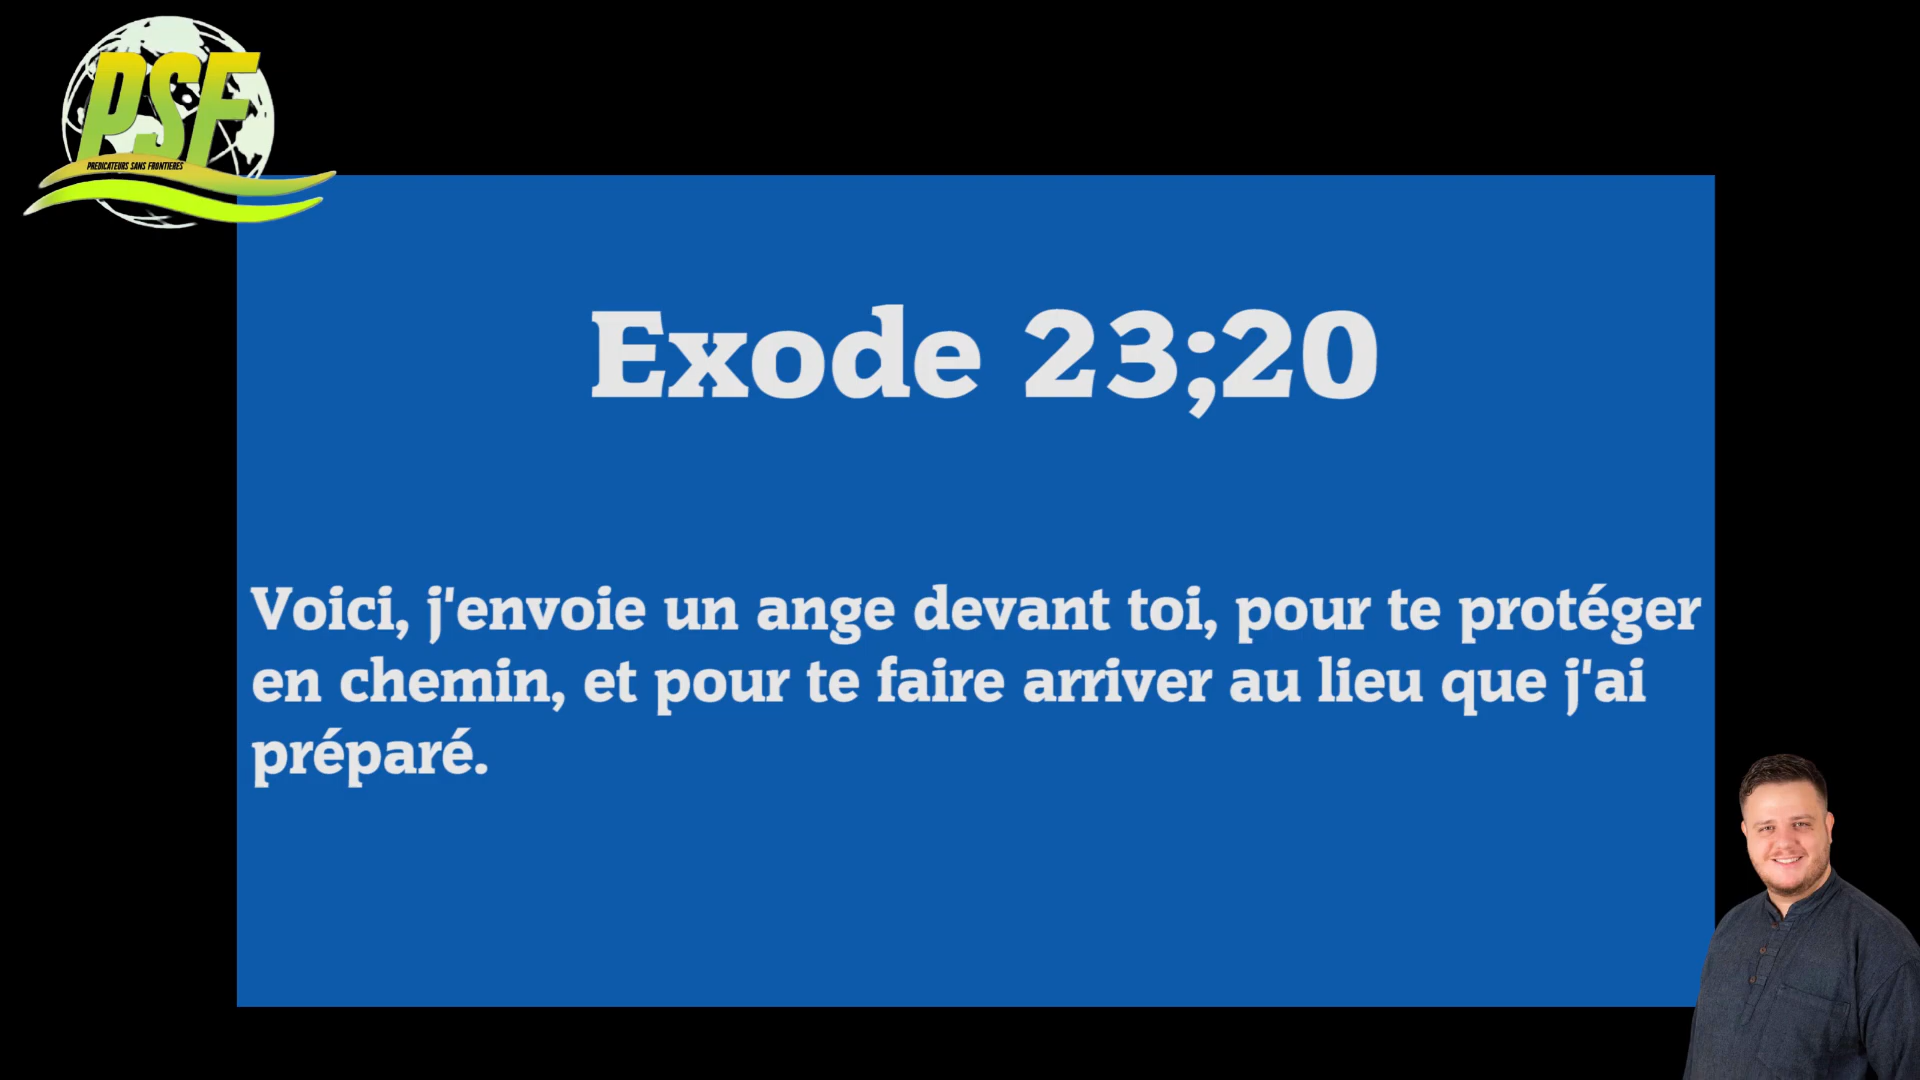 PSF
PREDICATEURS SANS FRONTIERES
Exode 23;20
Voici, j'envoie un ange devant toi, pour te protéger
en chemin, et pour te faire arriver au lieu que j'ai
préparé.